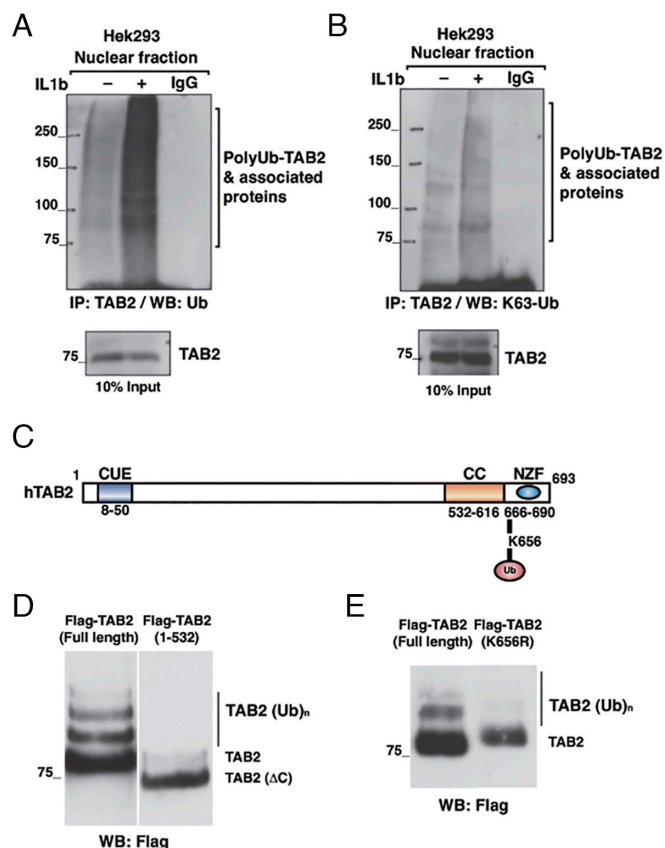 A
Hek293
Nuclear fraction
IL1b – + IgG
250
150
100
75
PolyUb-TAB2
& associated
proteins
IP: TAB2 / WB: Ub
75
TAB2
10% Input
B
Hek293
Nuclear fraction
IL1b – + IgG
250
150
100
75
PolyUb-TAB2
& associated
proteins
IP: TAB2 / WB: K63-Ub
75
TAB2
10% Input
C
1 CUE CC NZF 693
hTAB2
8-50 532-616 666-690
K656
Ub
D
Flag-TAB2 Flag-TAB2
(Full length) (1-532)
TAB2 (Ub)n
TAB2
75
TAB2 (ΔC)
WB: Flag
E
Flag-TAB2 Flag-TAB2
(Full length) (K656R)
TAB2 (Ub)n
TAB2
75
WB: Flag